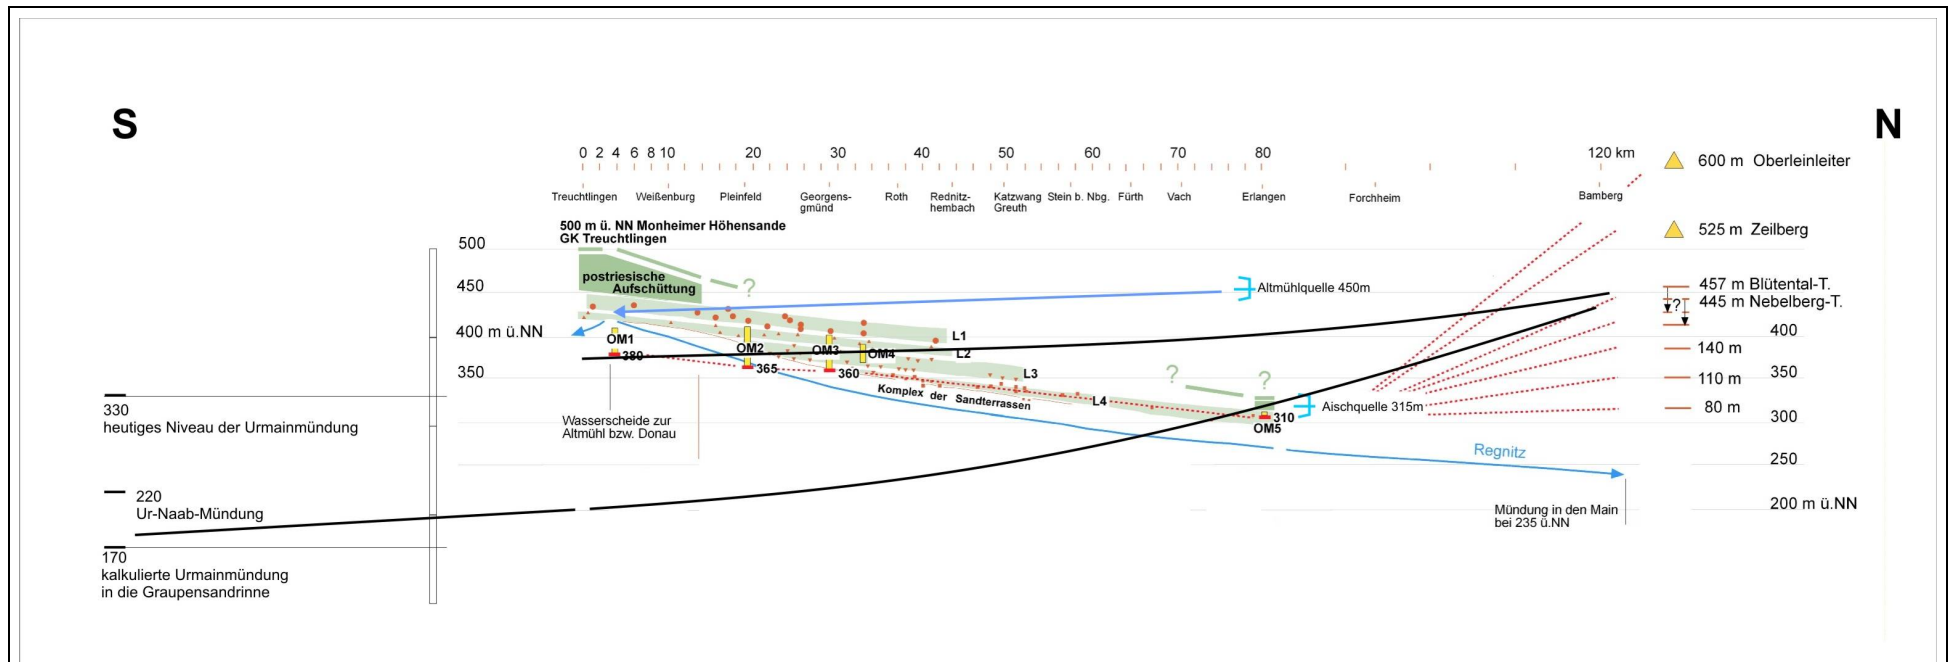 S
N
0 2 4 6 8 10 20 30 40 50 60 70 80 120 km
Treuchtlingen Weißenburg Pleinfeld Georgens-
gmünd Roth Rednitz-
hembach Katzwang
Greuth Stein b. Nbg. Fürth Vach Erlangen Forchheim Bamberg
600 m Oberleinleiter
525 m Zeilberg
500 m ü. NN Monheimer Höhensande
GK Treuchtlingen
500
450
400 m ü.NN
350
postriesische
Aufschüttung
?
Altmühlquelle 450m
457 m Blütental-T.
?
445 m Nebelberg-T.
400
140 m
350
110 m
80 m
300
250
200 m ü.NN
L1
L2
L3
L4
OM1
380
OM2
365
OM3
360
OM4
Komplex der Sandterrassen
?
?
310
OM5
Aischquelle 315m
Wasserscheide zur
Altmühl bzw. Donau
Regnitz
Mündung in den Main
bei 235 ü.NN
330
heutiges Niveau der Urmainmündung
220
Ur-Naab-Mündung
170
kalkulierte Urmainmündung
in die Graupensandrinne